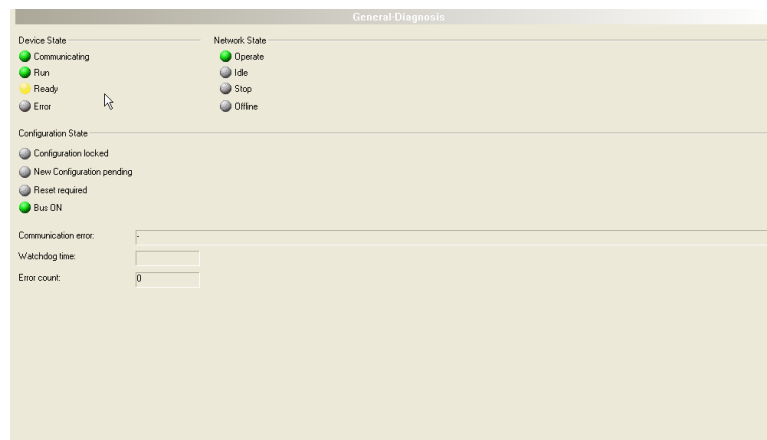 General-Diagnosis
Device State
Communicating
Run
Ready
Error
Network State
Operate
Idle
Stop
Offline
Configuration State
Configuration locked
New Configuration pending
Reset required
Bus ON
Communication error: -
Watchdog time:
Error count: 0